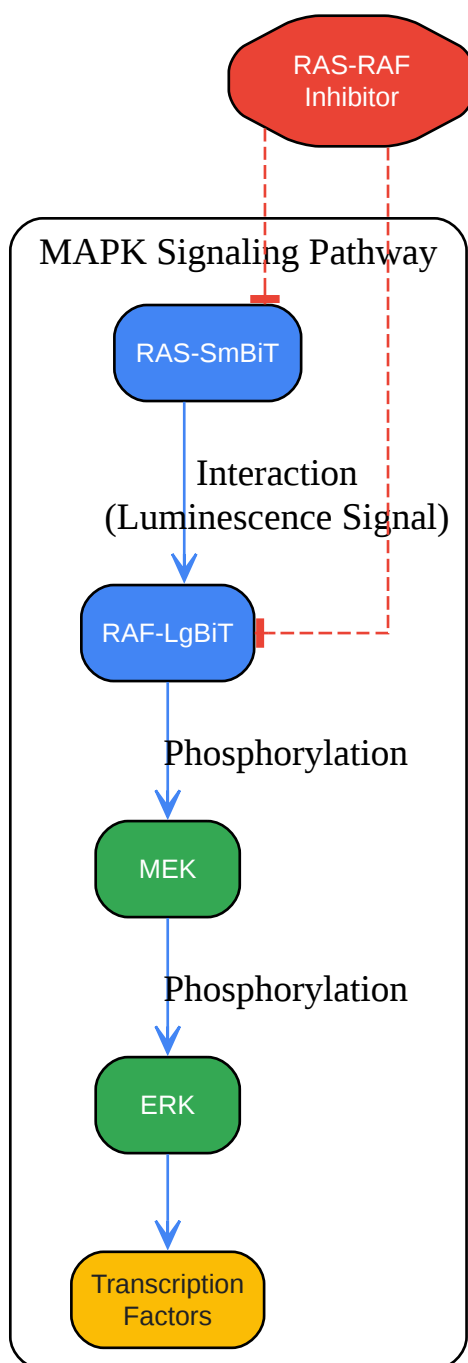 RAS-RAF
Inhibitor
MAPK Signaling Pathway
RAS-SmBiT
Interaction
(Luminescence Signal)
RAF-LgBiT
Phosphorylation
MEK
Phosphorylation
ERK
Transcription
Factors